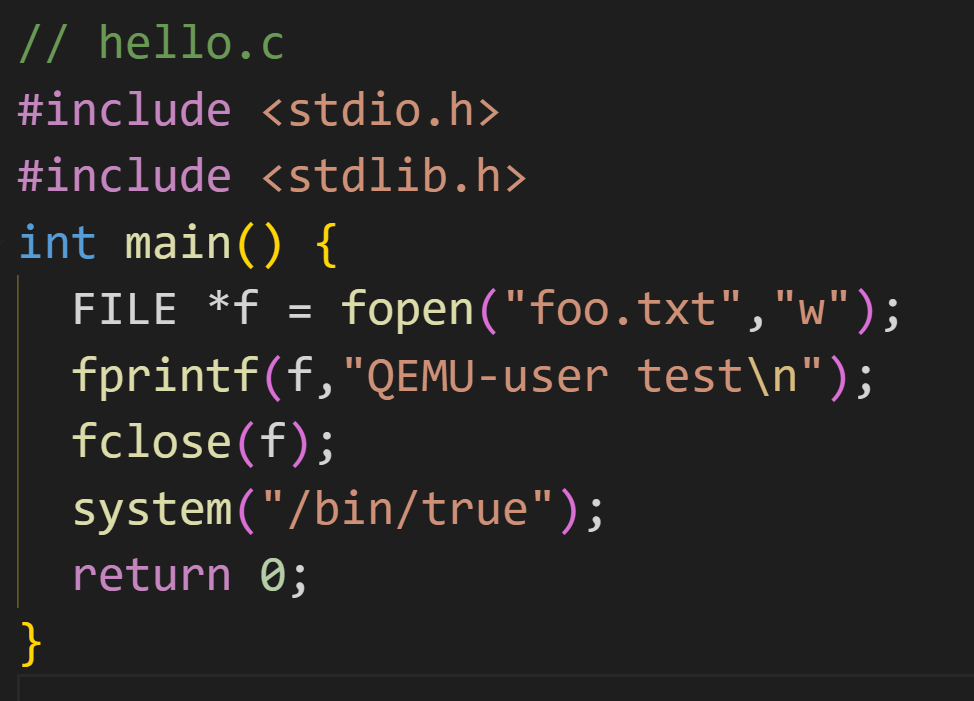 // hello.c
#include <stdio.h>
#include <stdlib.h>
int main() {
  FILE *f = fopen("foo.txt","w");
  fprintf(f,"QEMU-user test\n");
  fclose(f);
  system("/bin/true");
  return 0;
}